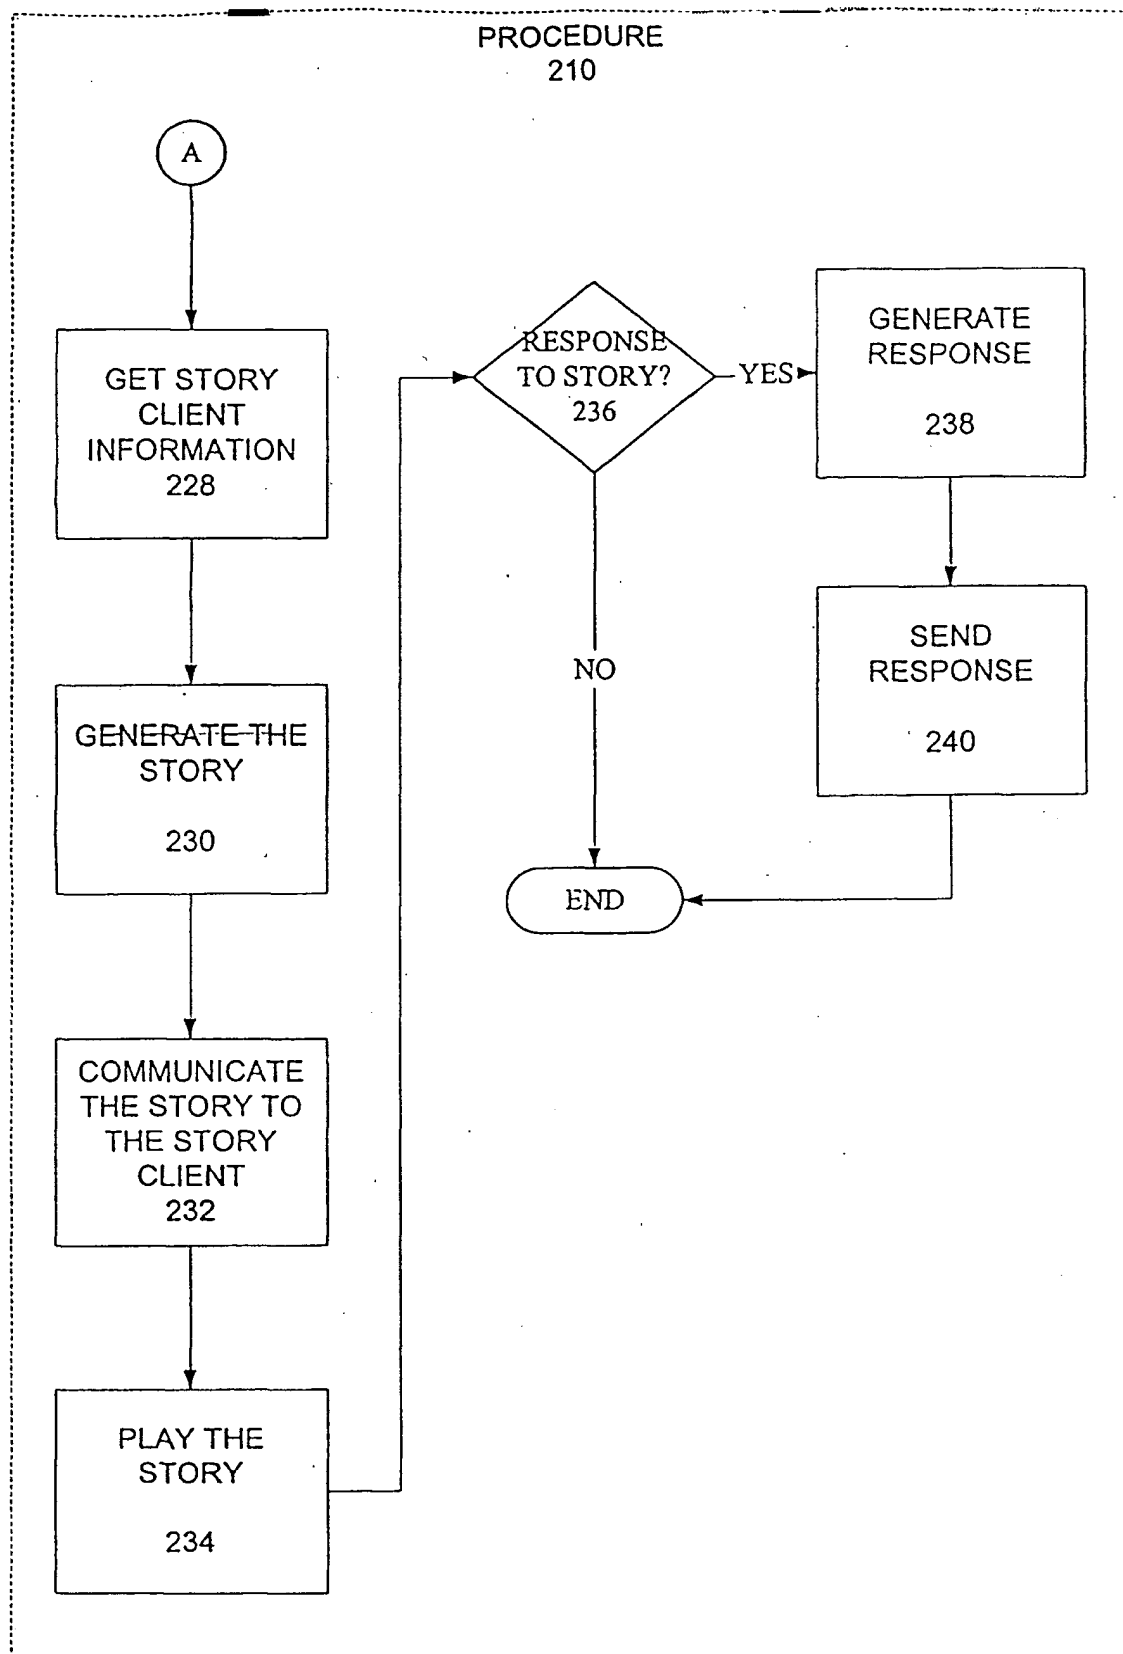 PROCEDURE
210
A
GET STORY
CLIENT
INFORMATION
228
GENERATE THE
STORY
230
COMMUNICATE
THE STORY TO
THE STORY
CLIENT
232
PLAY THE
STORY
234
RESPONSE
TO STORY?
236
YES
NO
GENERATE
RESPONSE
238
SEND
RESPONSE
240
END